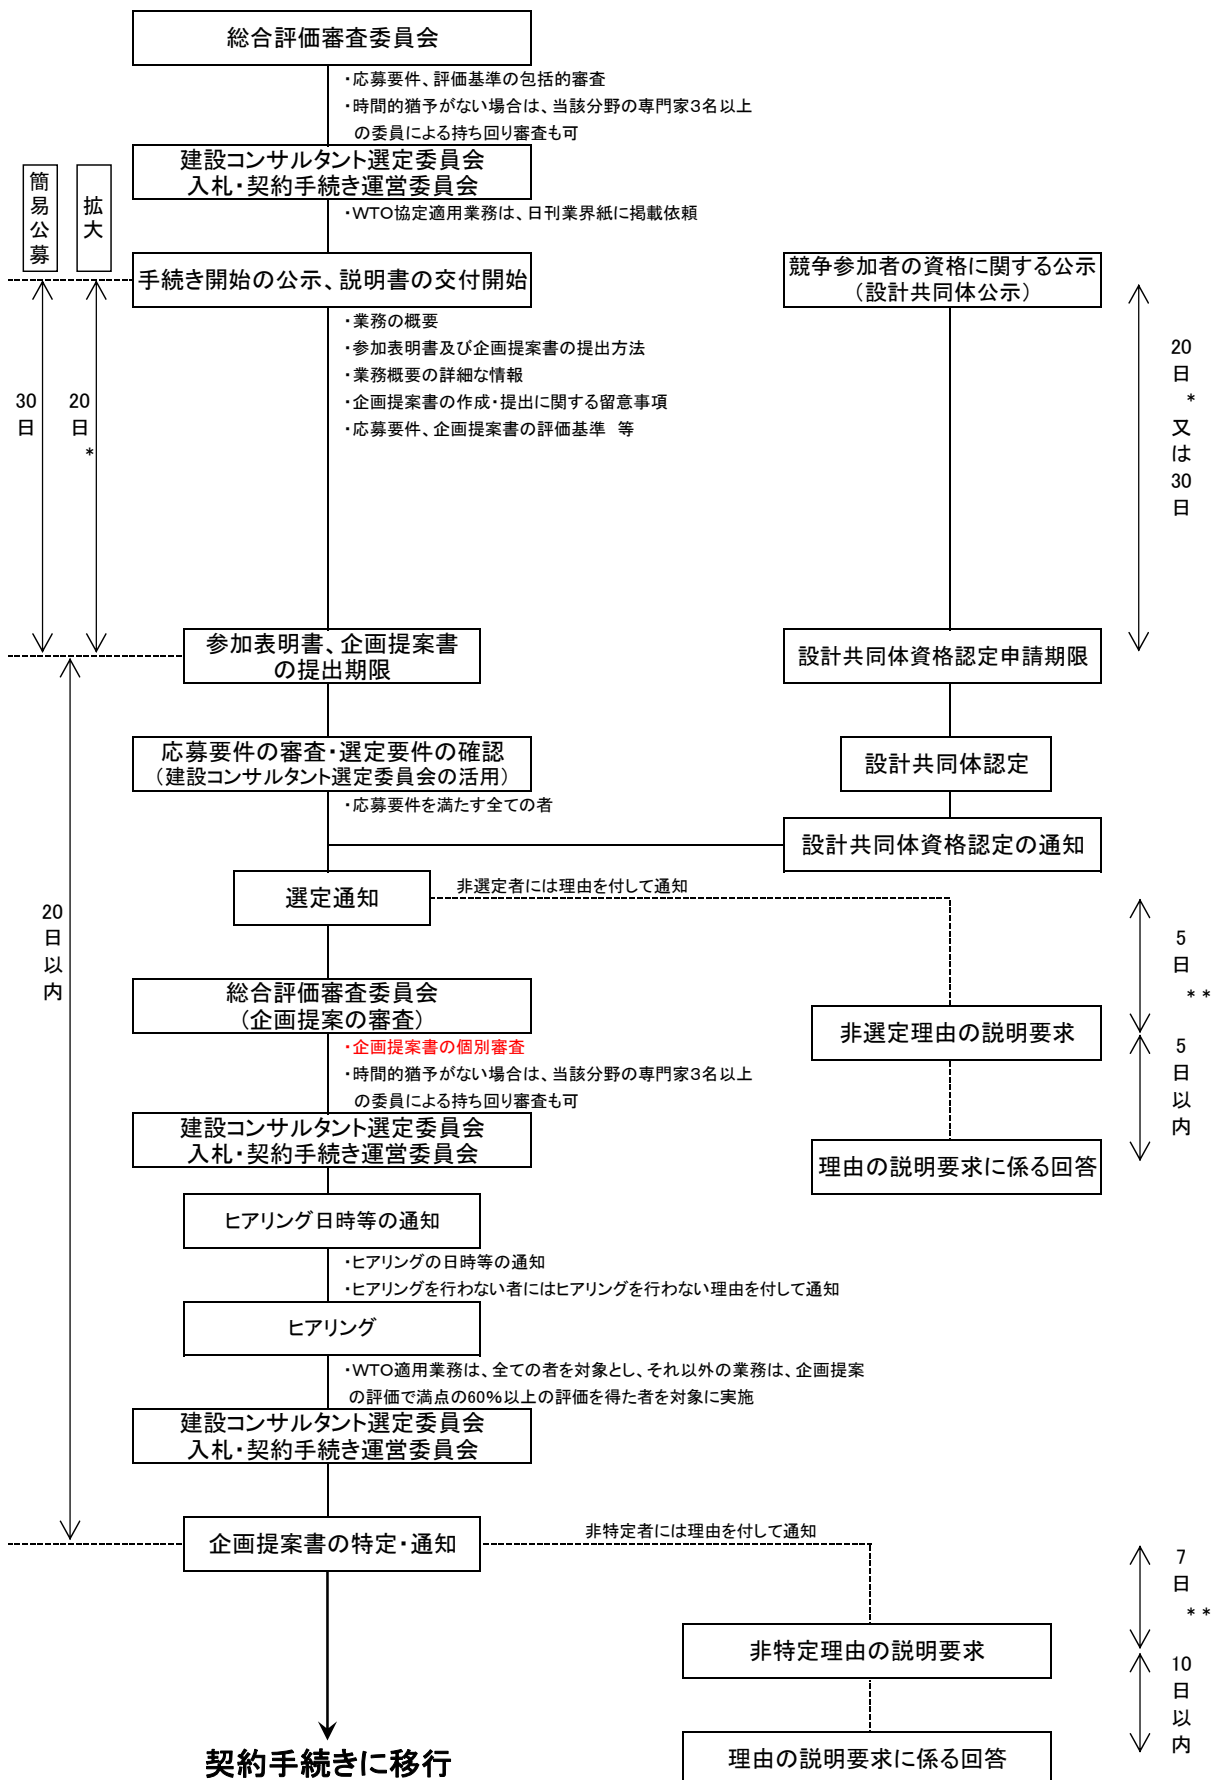 総合評価審査委員会
・応募要件、評価基準の包括的審査
・時間的猶予がない場合は、当該分野の専門家3名以上
の委員による持ち回り審査も可
建設コンサルタント選定委員会
入札・契約手続き運営委員会
・WTO協定適用業務は、日刊業界紙に掲載依頼
簡易公募
拡大
手続き開始の公示、説明書の交付開始
競争参加者の資格に関する公示
（設計共同体公示）
・業務の概要
・参加表明書及び企画提案書の提出方法
・業務概要の詳細な情報
・企画提案書の作成・提出に関する留意事項
・応募要件、企画提案書の評価基準 等
30日
20日*
20日*又は30日
参加表明書、企画提案書
の提出期限
設計共同体資格認定申請期限
応募要件の審査・選定要件の確認
（建設コンサルタント選定委員会の活用）
設計共同体認定
・応募要件を満たす全ての者
設計共同体資格認定の通知
選定通知
非選定者には理由を付して通知
20日以内
5日**
総合評価審査委員会
（企画提案の審査）
非選定理由の説明要求
・企画提案書の個別審査
・時間的猶予がない場合は、当該分野の専門家3名以上
の委員による持ち回り審査も可
5日以内
建設コンサルタント選定委員会
入札・契約手続き運営委員会
理由の説明要求に係る回答
ヒアリング日時等の通知
・ヒアリングの日時等の通知
・ヒアリングを行わない者にはヒアリングを行わない理由を付して通知
ヒアリング
・WTO適用業務は、全ての者を対象とし、それ以外の業務は、企画提案
の評価で満点の60%以上の評価を得た者を対象に実施
建設コンサルタント選定委員会
入札・契約手続き運営委員会
企画提案書の特定・通知
非特定者には理由を付して通知
7日**
非特定理由の説明要求
10日以内
契約手続きに移行
理由の説明要求に係る回答